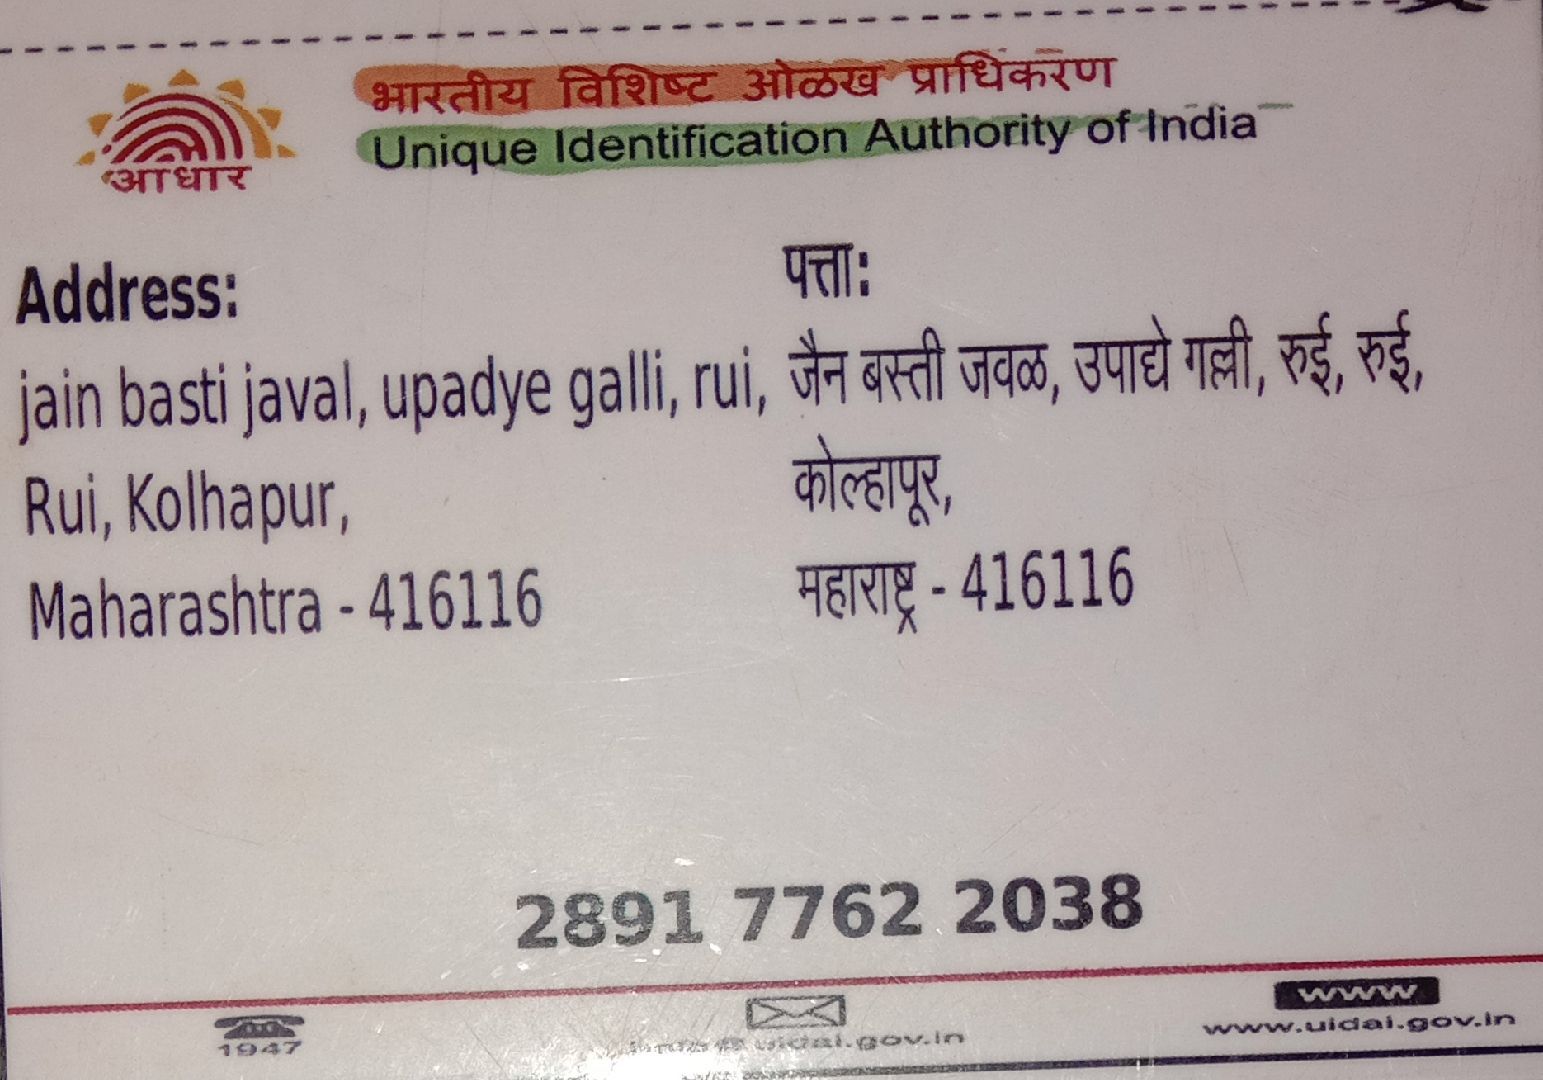 आधार
भारतीय विशिष्ट ओळख प्राधिकरण
Unique Identification Authority of India
Address:
jain basti javal, upadye galli, rui,
Rui, Kolhapur,
Maharashtra - 416116
पत्ता:
जैन बस्ती जवळ, उपाद्ये गल्ली, रुई, रुई,
कोल्हापूर,
महाराष्ट्र - 416116
2891 7762 2038
1947
uidai.gov.in
www
www.uidai.gov.in